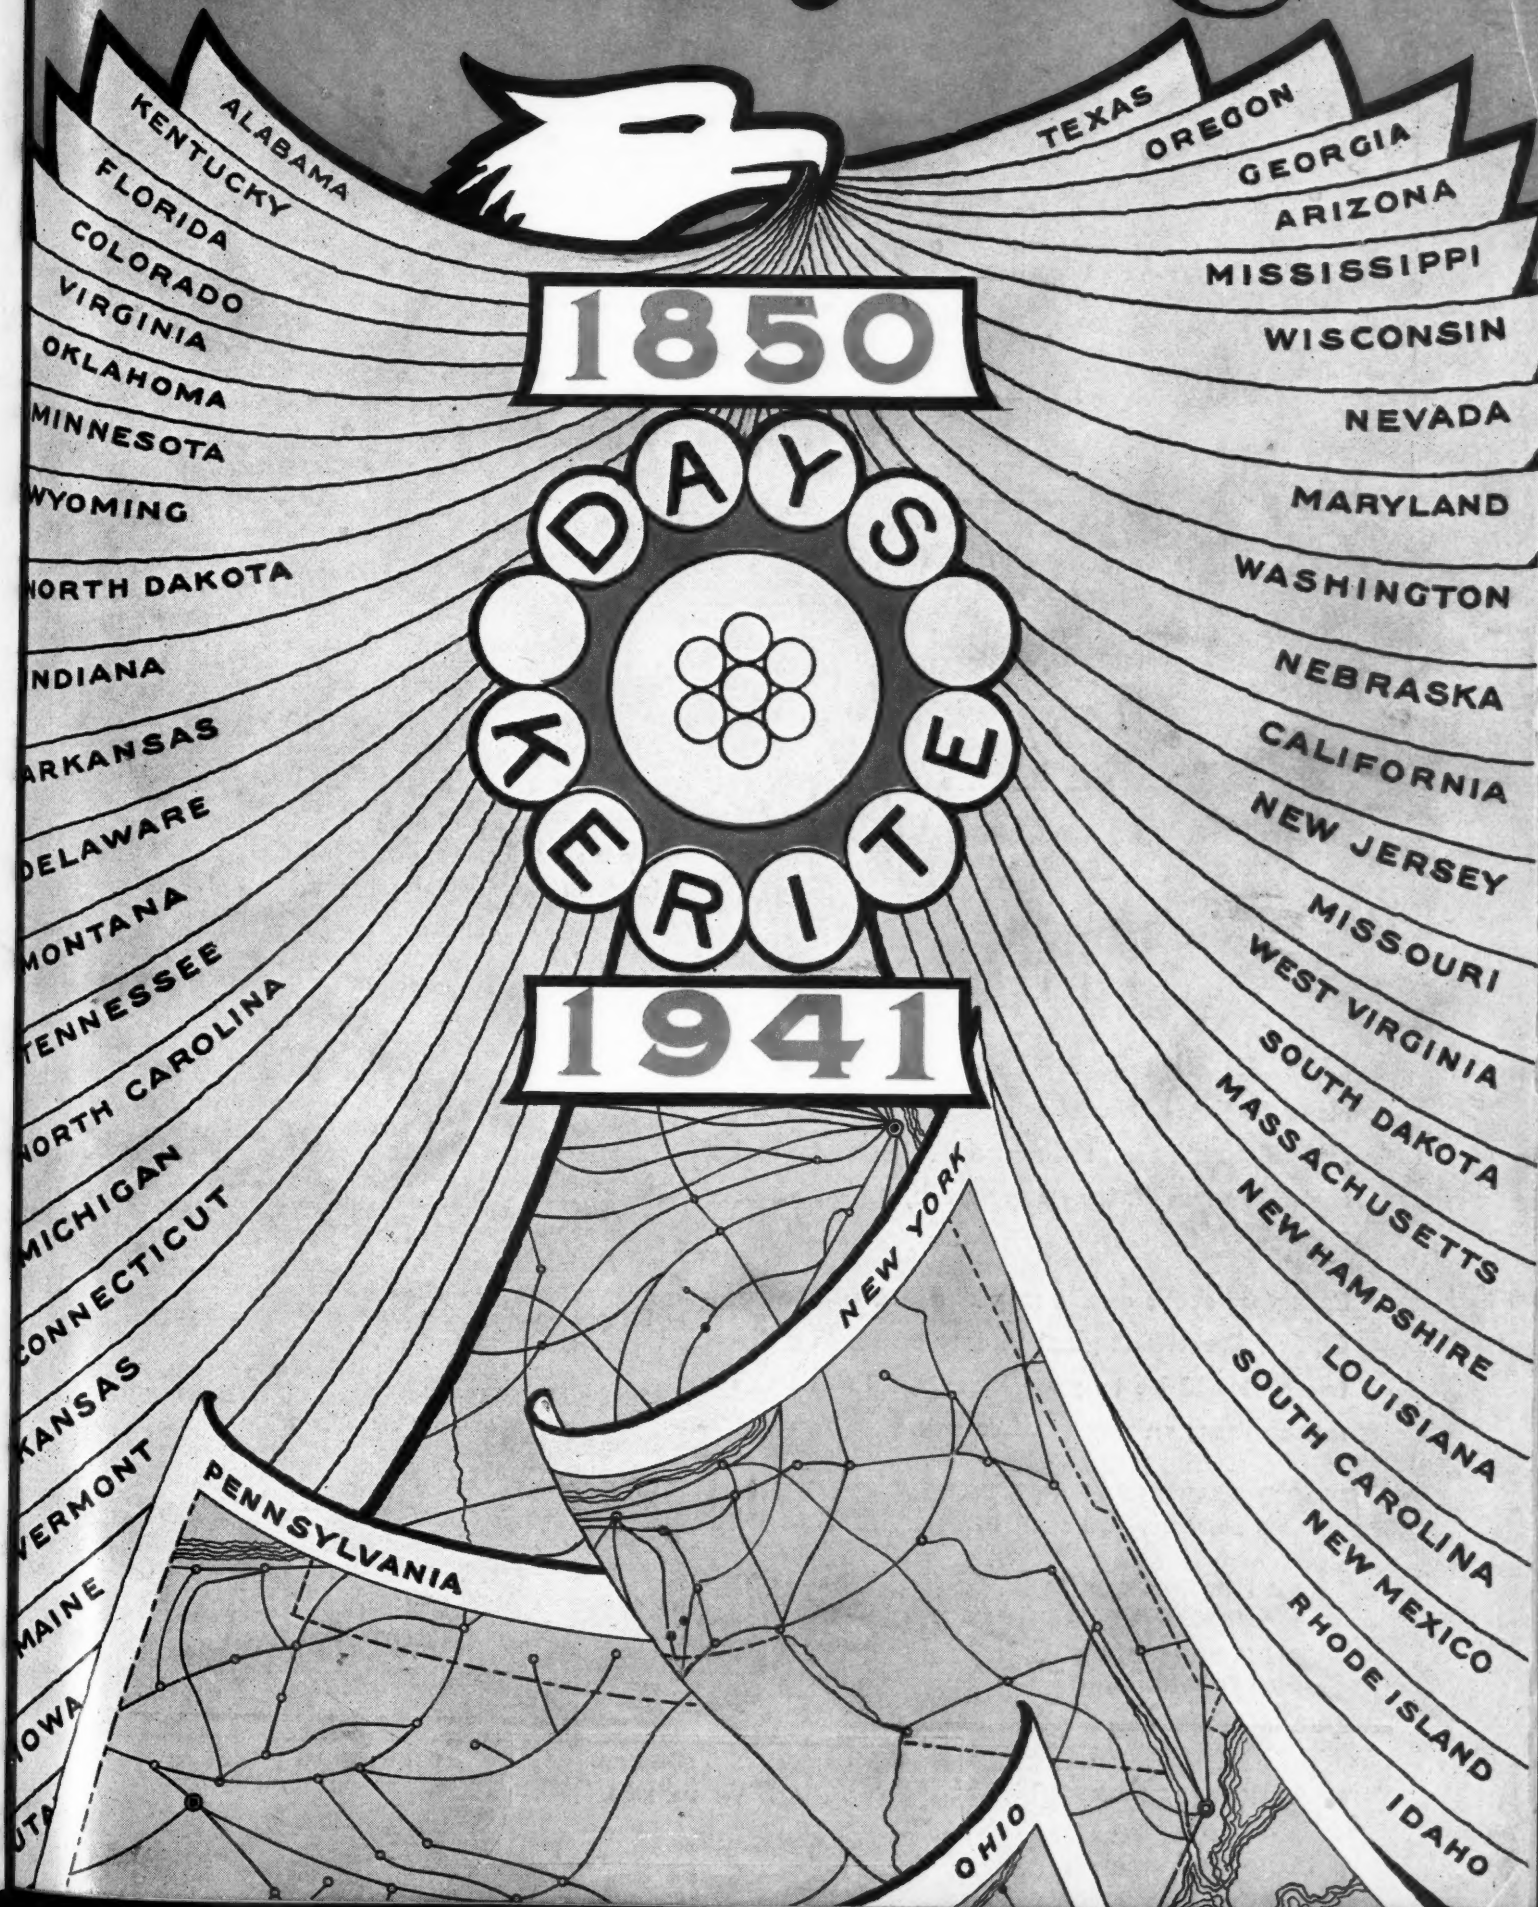 ALABAMA
KENTUCKY
FLORIDA
COLORADO
VIRGINIA
OKLAHOMA
MINNESOTA
WYOMING
NORTH DAKOTA
NDIANA
ARKANSAS
DELAWARE
MONTANA
TENNESSEE
NORTH CAROLINA
MICHIGAN
CONNECTICUT
KANSAS
VERMONT
MAINE
IOWA
UTA
1850
DAYS
KERITE
1941
NEW YORK
PENNSYLVANIA
OHIO
TEXAS
OREGON
GEORGIA
ARIZONA
MISSISSIPPI
WISCONSIN
NEVADA
MARYLAND
WASHINGTON
NEBRASKA
CALIFORNIA
NEW JERSEY
MISSOURI
WEST VIRGINIA
SOUTH DAKOTA
MASSACHUSETTS
NEW HAMPSHIRE
LOUISIANA
SOUTH CAROLINA
NEW MEXICO
RHODE ISLAND
IDAHO